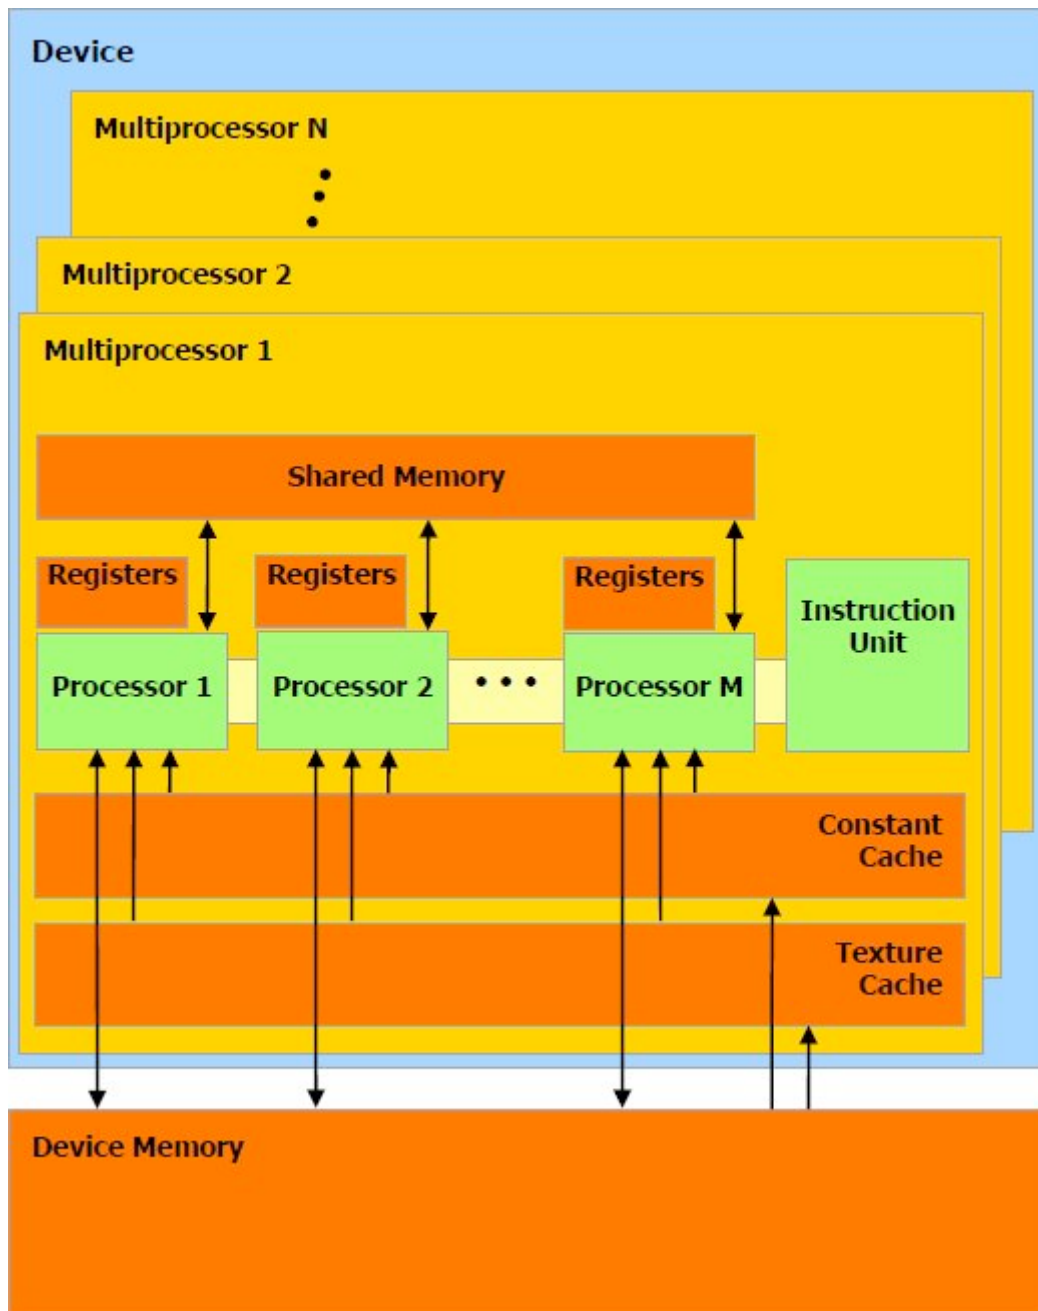 Device
Multiprocessor N
Multiprocessor 2
Multiprocessor 1
Shared Memory
Registers
Registers
Registers
Instruction
Unit
Processor 1
Processor 2
Processor M
Constant
Cache
Texture
Cache
Device Memory